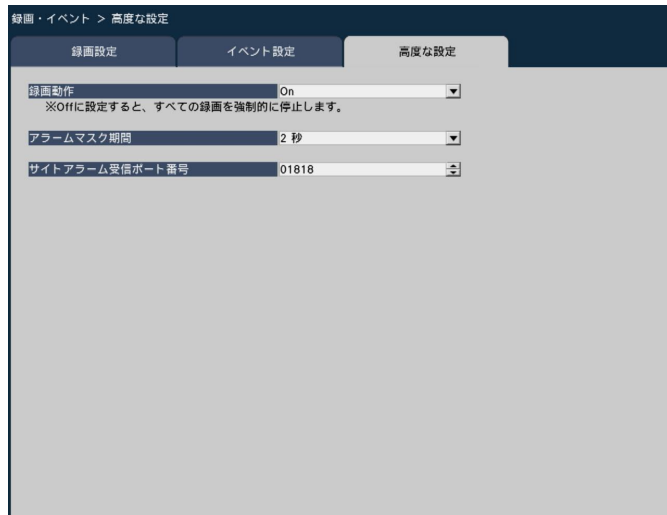 録画・イベント > 高度な設定
録画設定 イベント設定 高度な設定
録画動作 On
※Offに設定すると、すべての録画を強制的に停止します。
アラームマスク期間 2 秒
サイトアラーム受信ポート番号 01818